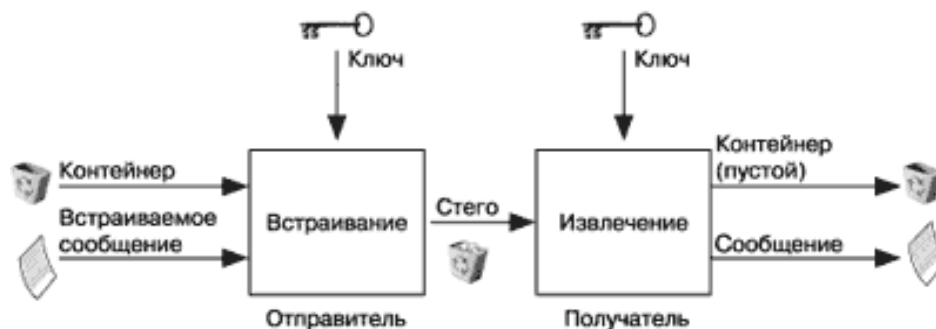 Ключ
Ключ
Контейнер
Встраиваемое
сообщение
Встраивание
Стего
Извлечение
Контейнер
(пустой)
Сообщение
Отправитель
Получатель